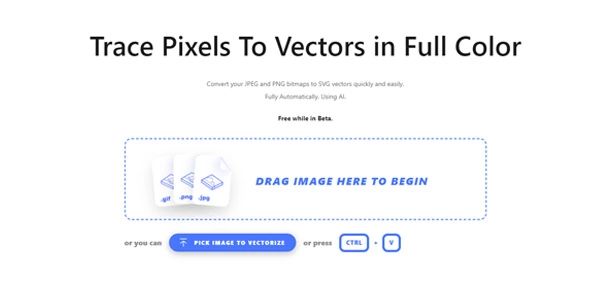 Trace Pixels To Vectors in Full Color
Convert your JPEG and PNG bitmaps to SVG vectors quickly and easily.
Fully Automatically. Using AI.
Free while in Beta.
.gif .png .jpg
DRAG IMAGE HERE TO BEGIN
or you can PICK IMAGE TO VECTORIZE or press CTRL + V